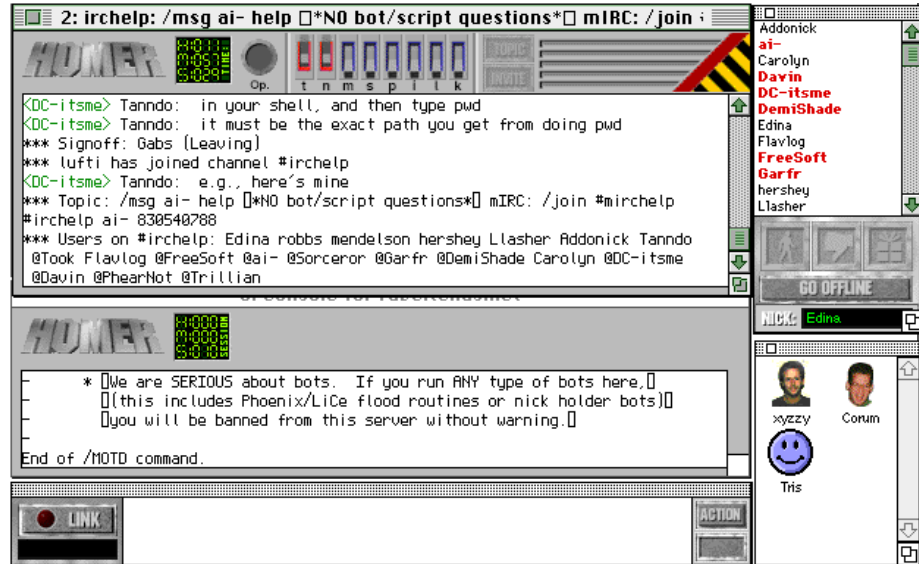 2: irchelp: /msg ai- help ▯*NO bot/script questions*▯ mIRC: /join
HOMER
H:011
M:057
S:029
TIME
Op.
t n m s p i l k
TOPIC
INVITE
<DC-itsme> Tanndo:  in your shell, and then type pwd
<DC-itsme> Tanndo:  it must be the exact path you get from doing pwd
*** Signoff: Gabs (Leaving)
*** lufti has joined channel #irchelp
<DC-itsme> Tanndo:  e.g., here's mine
*** Topic: /msg ai- help ▯*NO bot/script questions*▯ mIRC: /join #mirchelp
#irchelp ai- 830540788
*** Users on #irchelp: Edina robbs mendelson hershey Llasher Addonick Tanndo
@Took Flavlog @FreeSoft @ai- @Sorceror @Garfr @DemiShade Carolyn @DC-itsme
@Davin @PhearNot @Trillian
HOMER
H:000
M:000
S:010
SESSION
-      * ▯We are SERIOUS about bots.  If you run ANY type of bots here,▯
-        ▯(this includes Phoenix/LiCe flood routines or nick holder bots)▯
-        ▯you will be banned from this server without warning.▯
-
End of /MOTD command.
LINK
ACTION
Addonick
ai-
Carolyn
Davin
DC-itsme
DemiShade
Edina
Flavlog
FreeSoft
Garfr
hershey
Llasher
GO OFFLINE
NICK: Edina
xyzzy
Corum
Tris